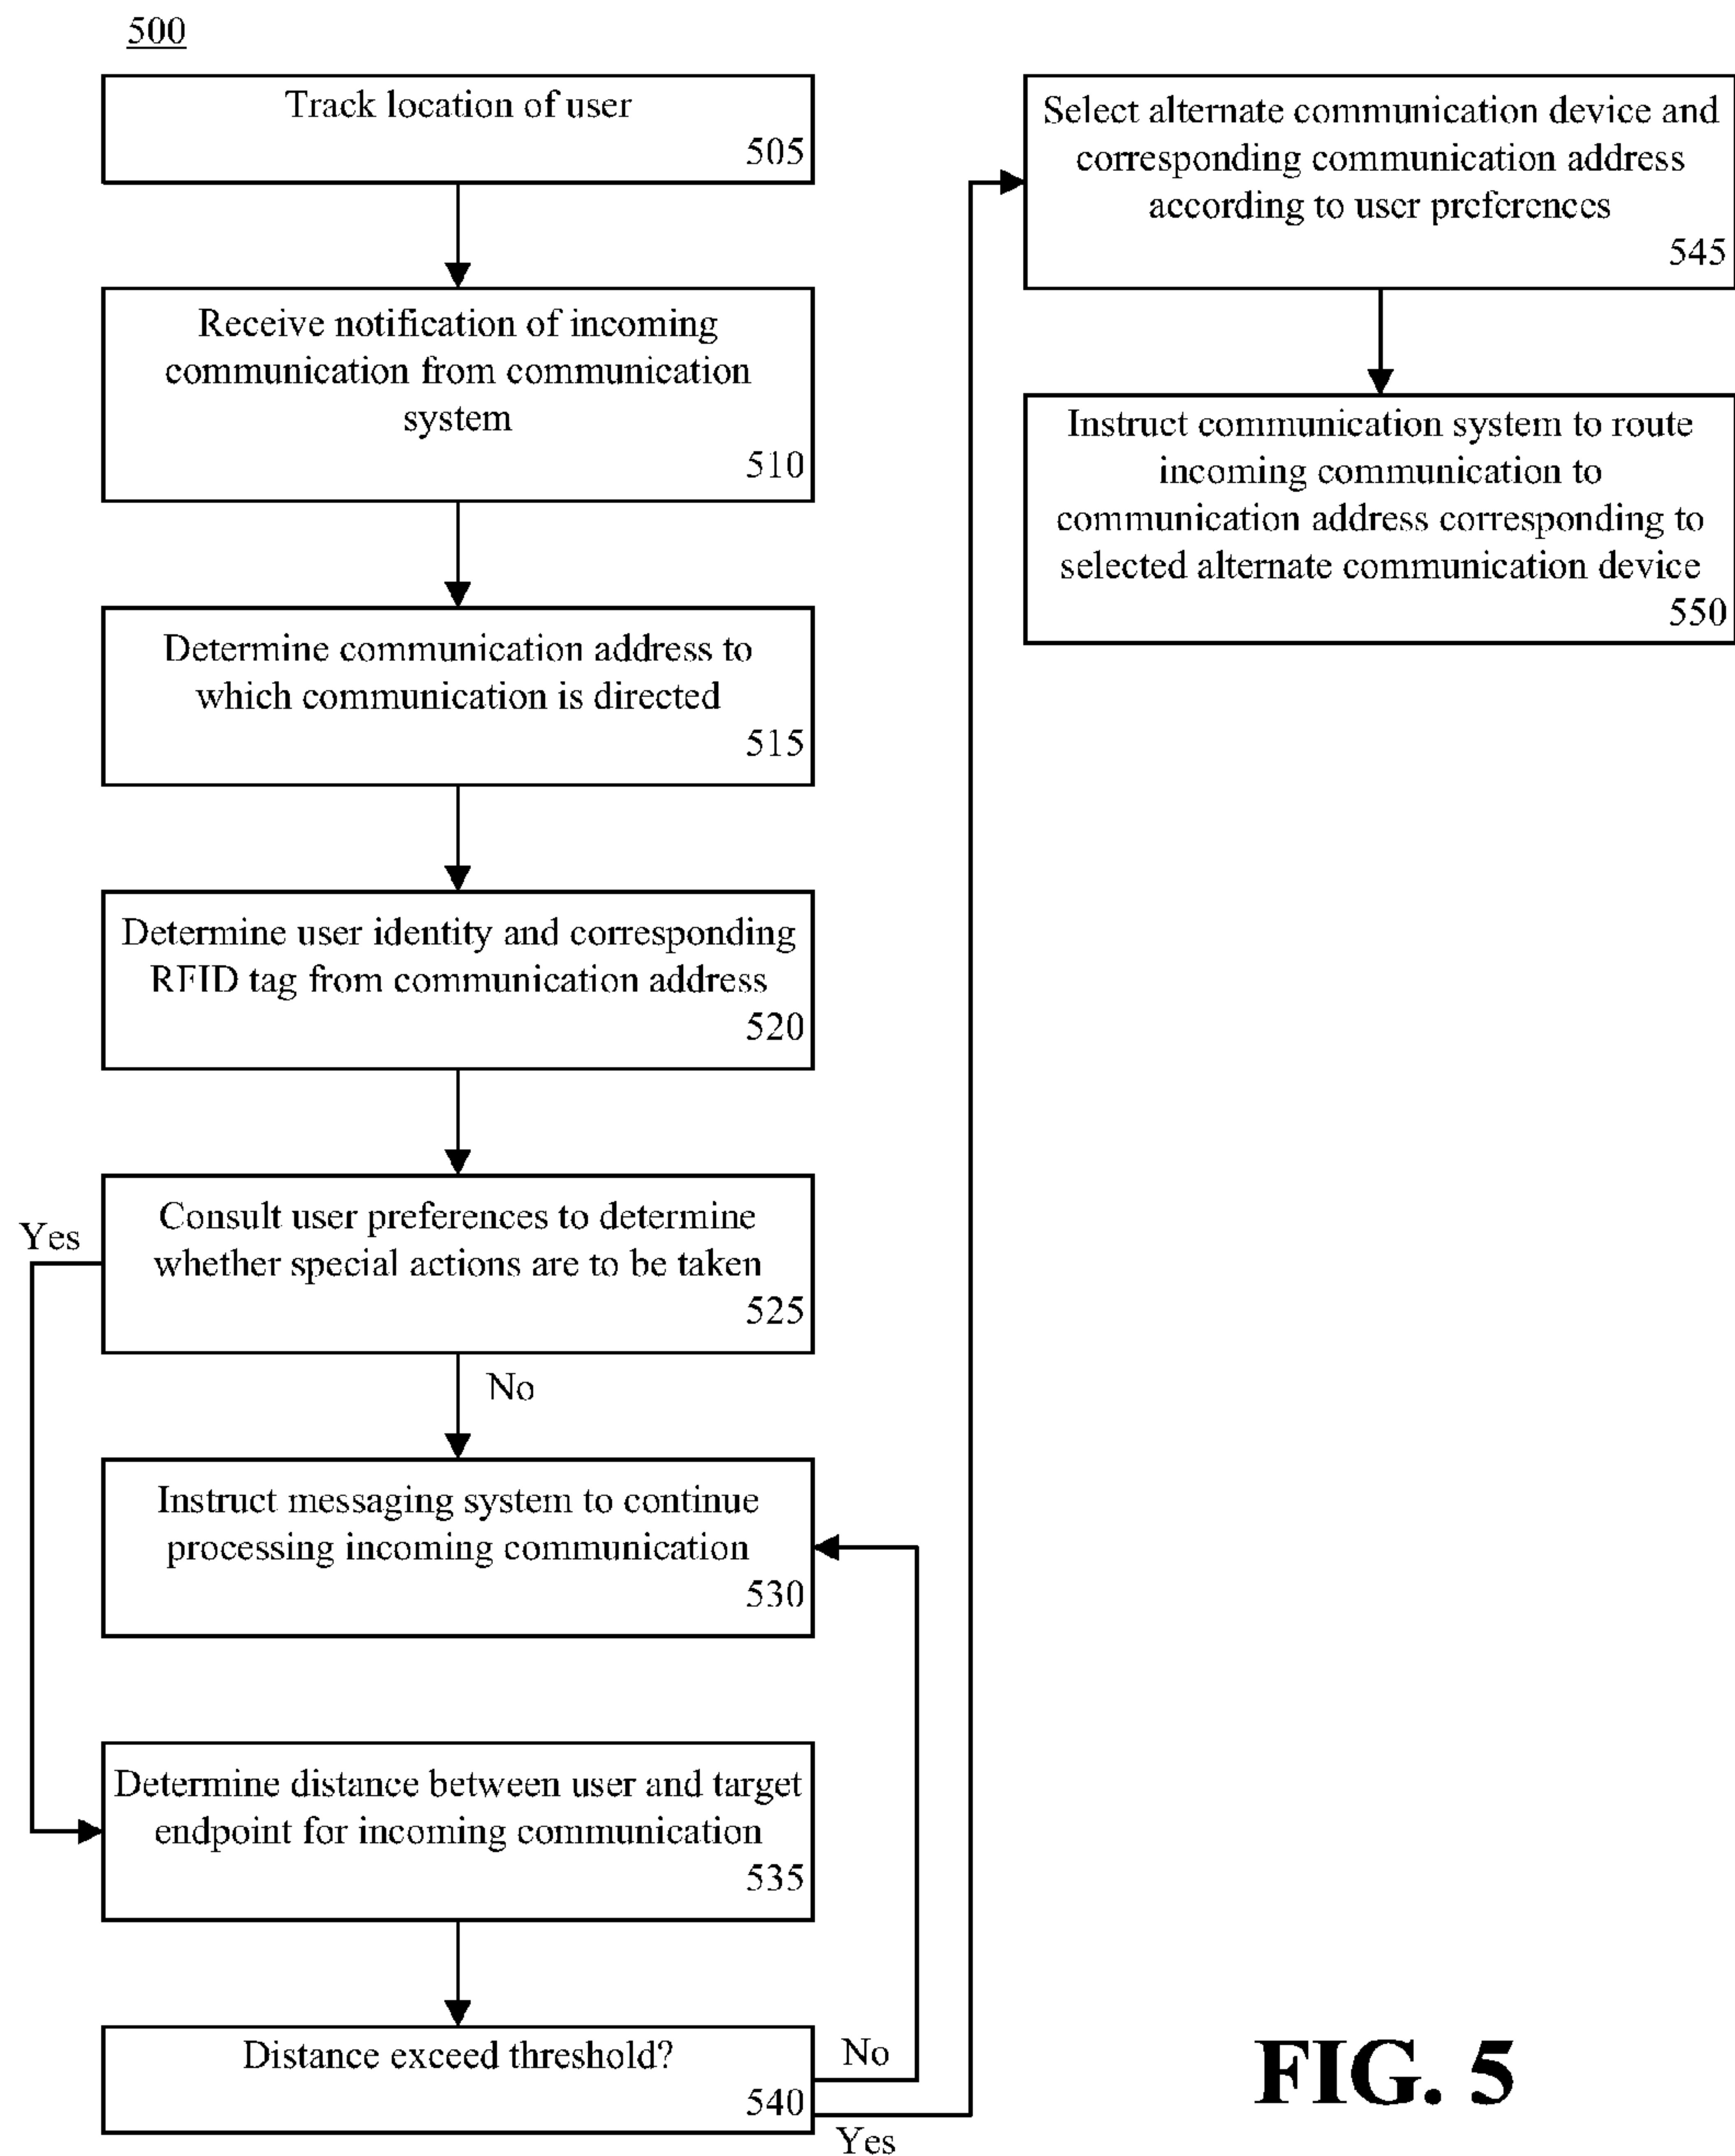 500
Track location of user
505
Receive notification of incoming
communication from communication
system
510
Determine communication address to
which communication is directed
515
Determine user identity and corresponding
RFID tag from communication address
520
Yes
Consult user preferences to determine
whether special actions are to be taken
525
No
Instruct messaging system to continue
processing incoming communication
530
Determine distance between user and target
endpoint for incoming communication
535
Distance exceed threshold?
540
No
Yes
Select alternate communication device and
corresponding communication address
according to user preferences
545
Instruct communication system to route
incoming communication to
communication address corresponding to
selected alternate communication device
550
FIG. 5